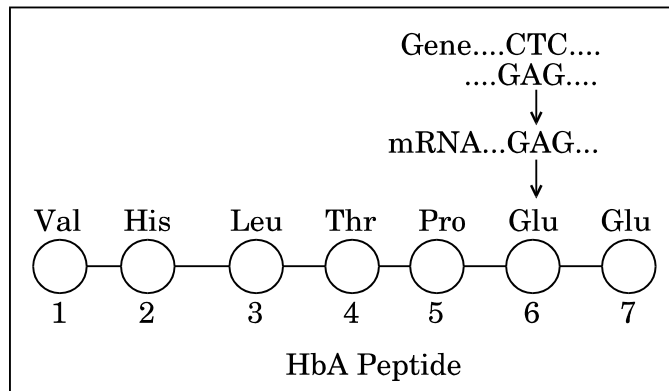 Gene....CTC....
....GAG....
mRNA...GAG...
Val His Leu Thr Pro Glu Glu
1 2 3 4 5 6 7
HbA Peptide